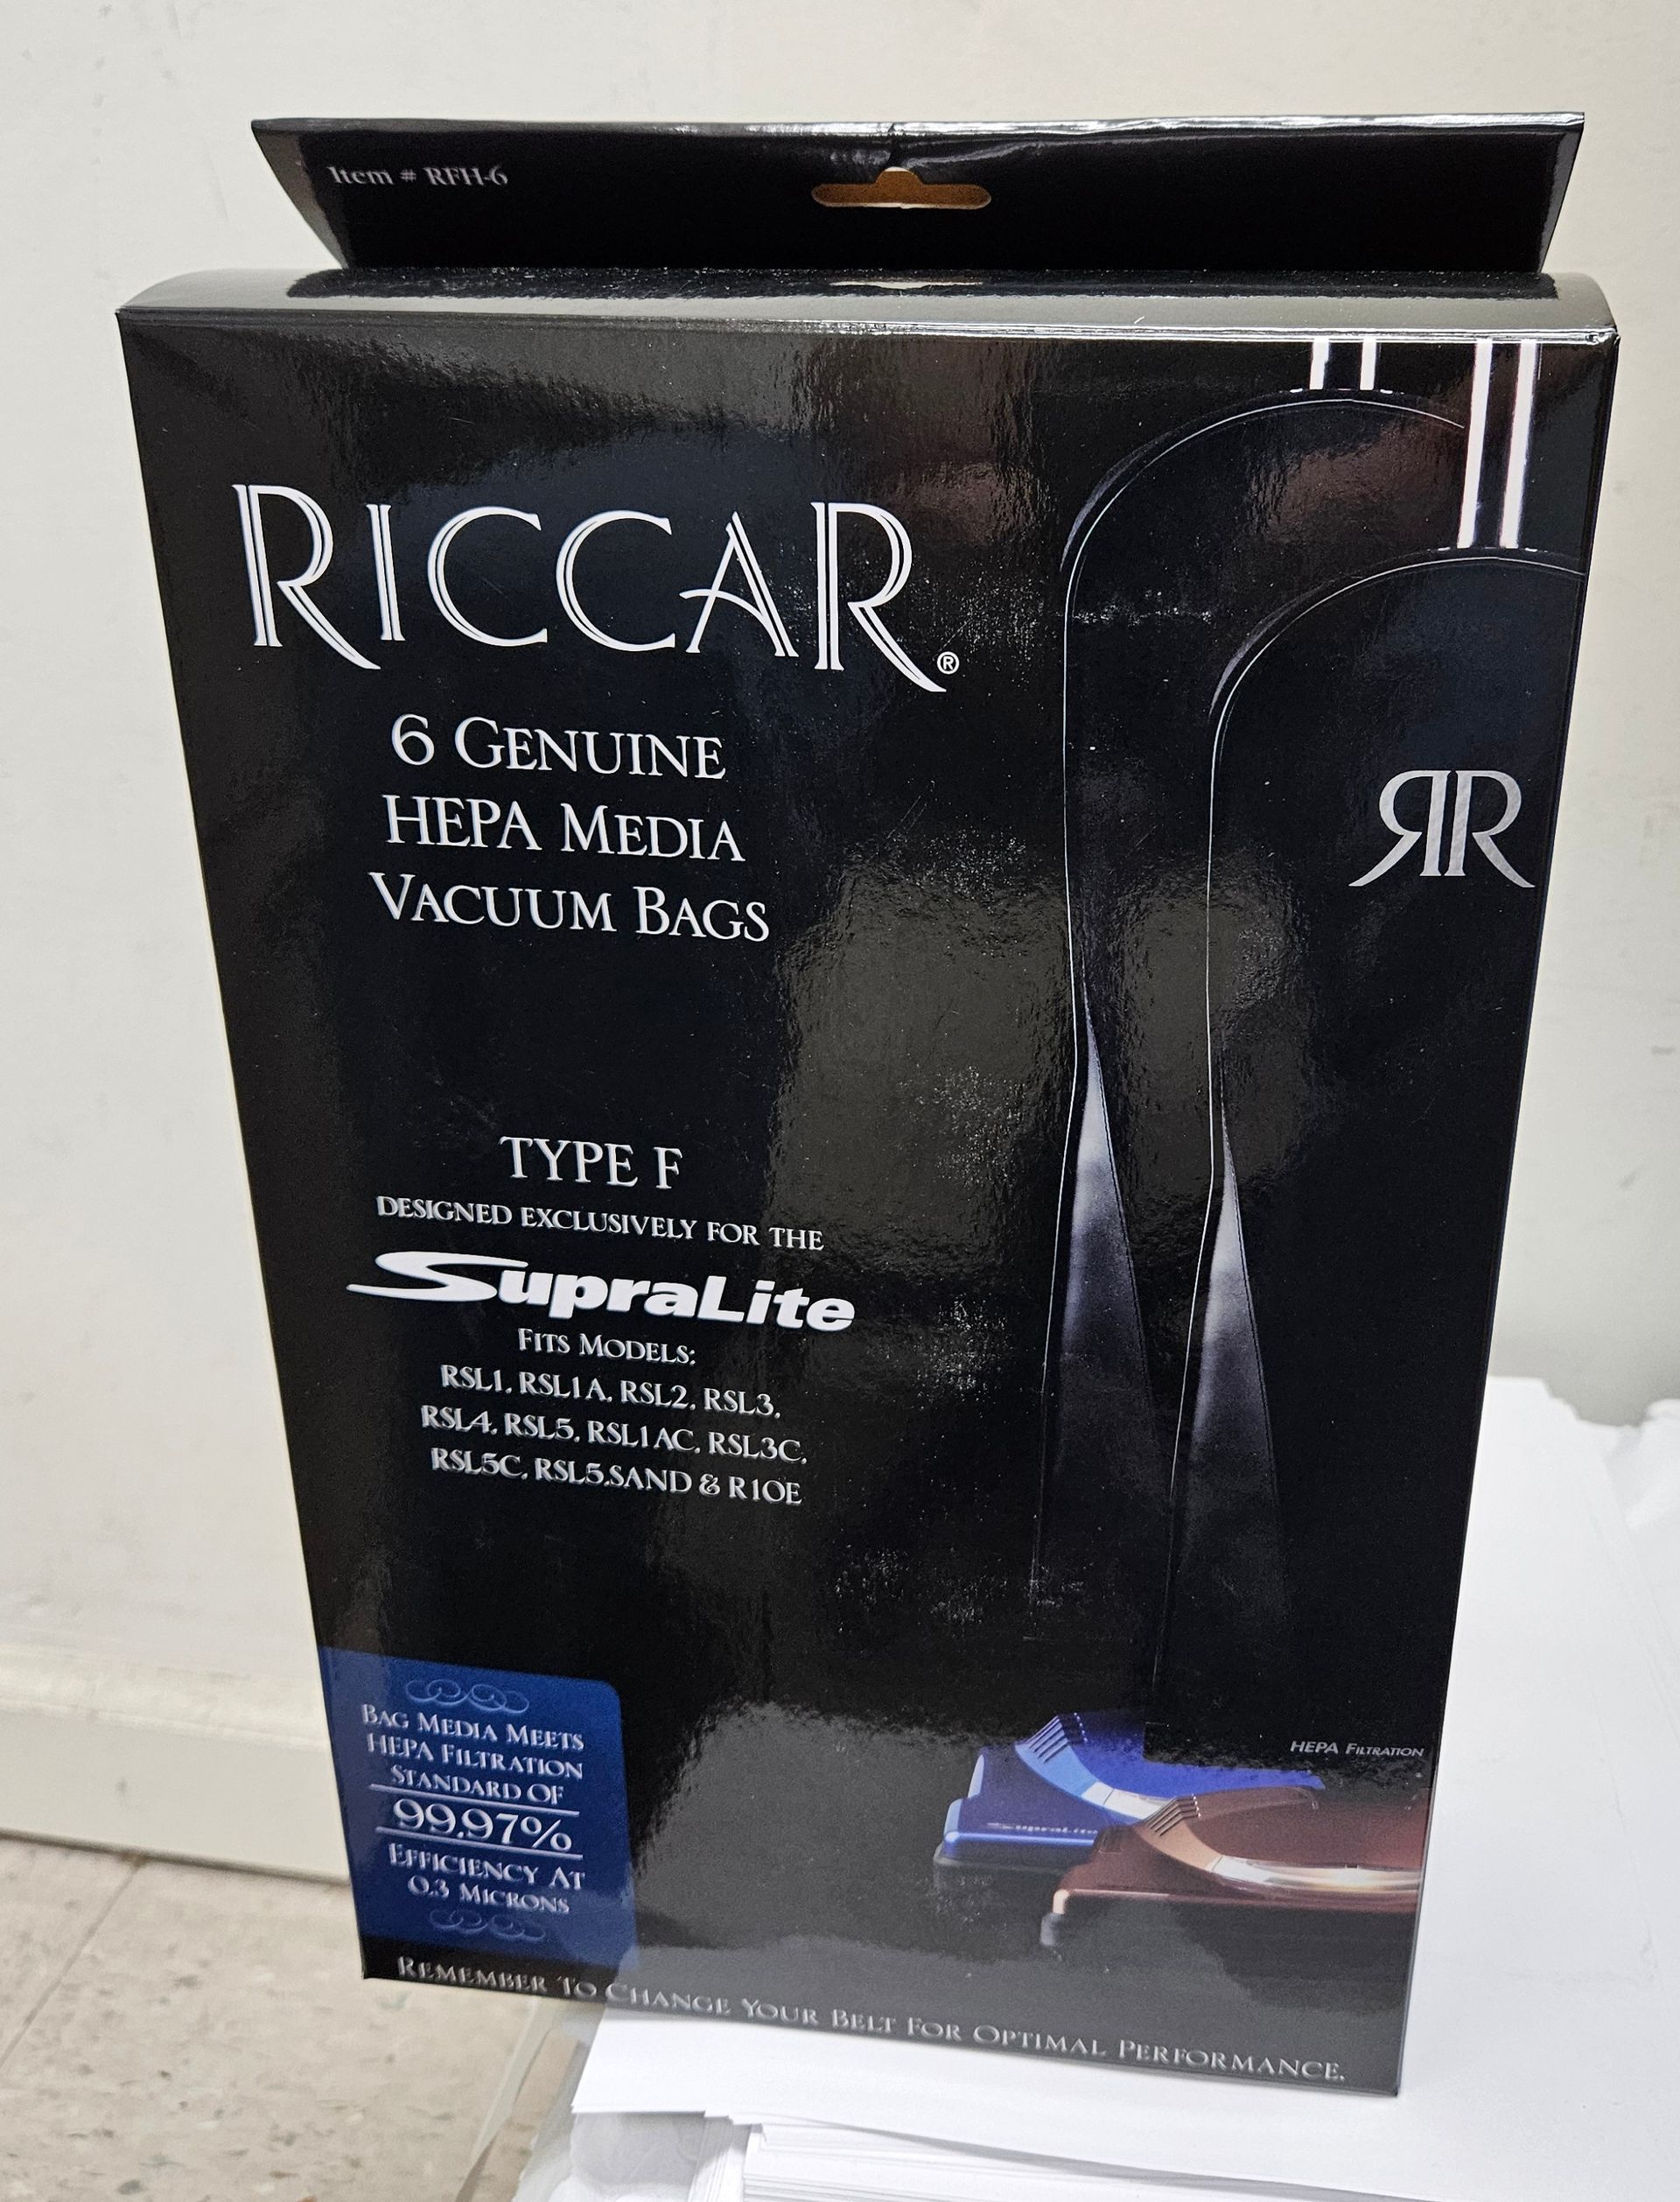 Item # RFH-6
RICCAR®
6 GENUINE
HEPA MEDIA
VACUUM BAGS
RR
TYPE F
DESIGNED EXCLUSIVELY FOR THE
SupraLite
FITS MODELS:
RSL1, RSL1A, RSL2, RSL3,
RSL4, RSL5, RSL1AC, RSL3C,
RSL5C, RSL5.SAND & R10E
BAG MEDIA MEETS
HEPA FILTRATION
STANDARD OF
99.97%
EFFICIENCY AT
0.3 MICRONS
HEPA FILTRATION
SupraLite
REMEMBER TO CHANGE YOUR BELT FOR OPTIMAL PERFORMANCE.